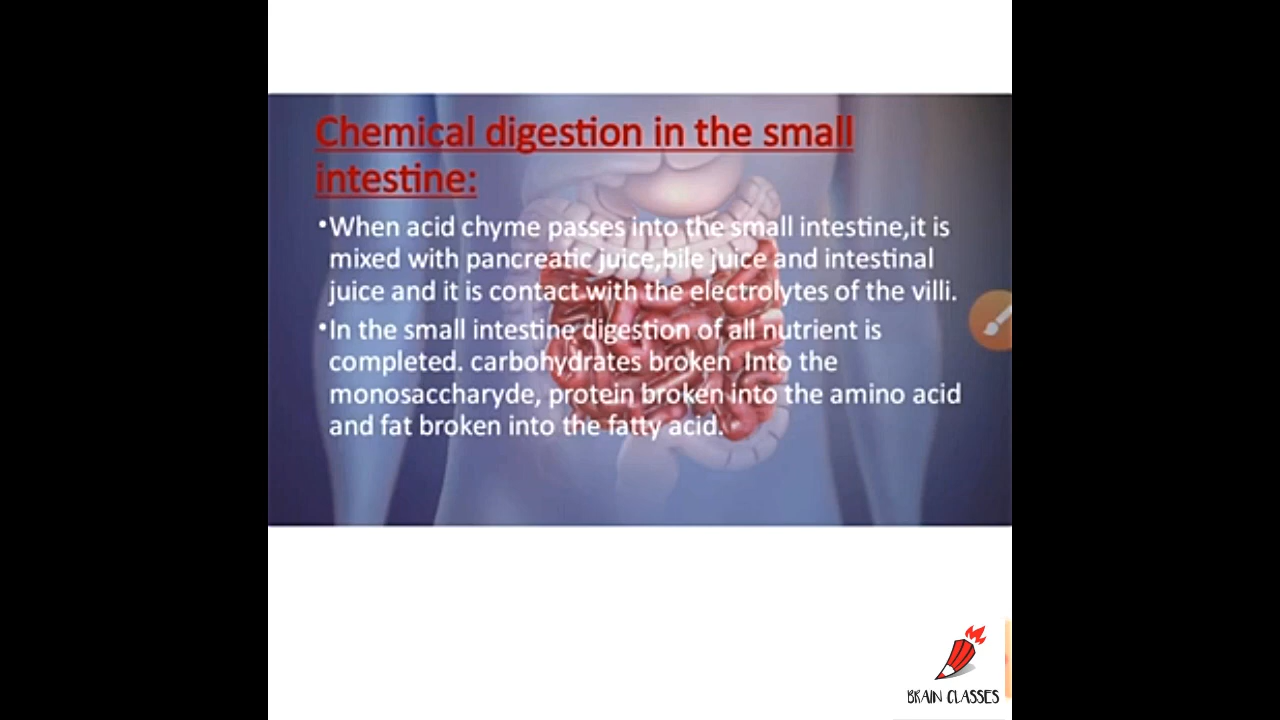 Chemical digestion in the small
intestine:
•When acid chyme passes into the small intestine,it is
mixed with pancreatic juice,bile juice and intestinal
juice and it is contact with the electrolytes of the villi.
•In the small intestine digestion of all nutrient is
completed. carbohydrates broken Into the
monosaccharyde, protein broken into the amino acid
and fat broken into the fatty acid.
BRAIN CLASSES